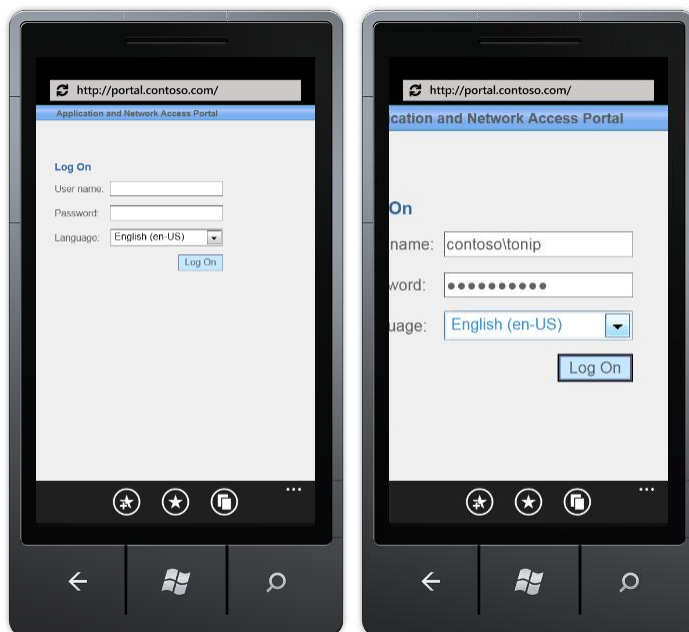 http://portal.contoso.com/
Application and Network Access Portal
Log On
User name:
Password:
Language: English (en-US)
Log On
http://portal.contoso.com/
cation and Network Access Portal
On
name: contoso\tonip
word: ●●●●●●●●●●
uage: English (en-US)
Log On